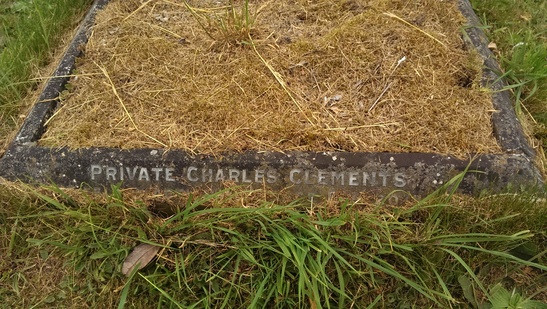 PRIVATE CHARLES CLEMENTS